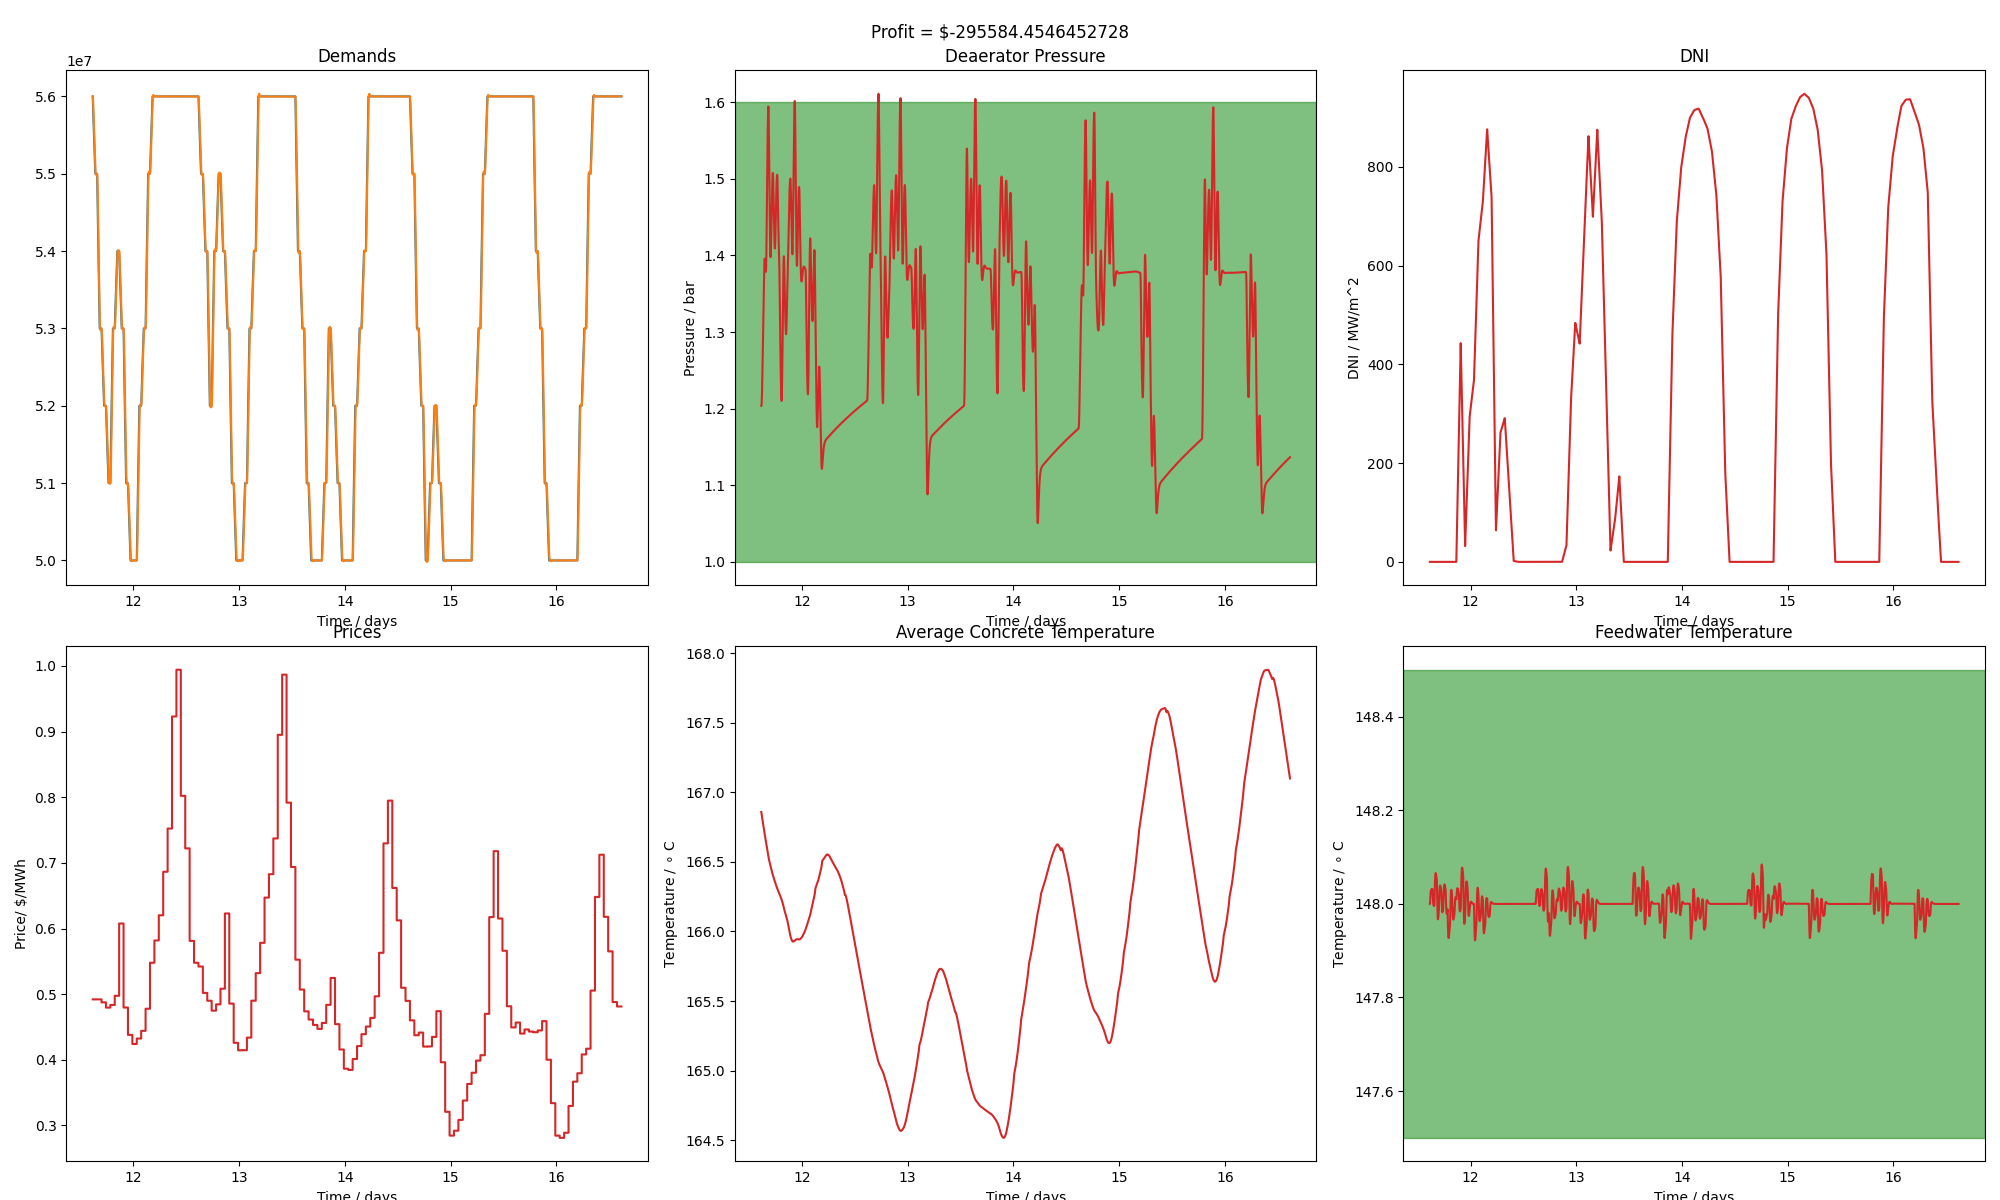 Profit = $-295584.4546452728
Demands
1e7
5.6
5.5
5.4
5.3
5.2
5.1
5.0
12 13 14 15 16
Time / days
Deaerator Pressure
Pressure / bar
1.6
1.5
1.4
1.3
1.2
1.1
1.0
12 13 14 15 16
Time / days
DNI
DNI / MW/m^2
800
600
400
200
0
12 13 14 15 16
Time / days
Prices
Price/ $/MWh
1.0
0.9
0.8
0.7
0.6
0.5
0.4
0.3
12 13 14 15 16
Time / days
Average Concrete Temperature
Temperature / ∘ C
168.0
167.5
167.0
166.5
166.0
165.5
165.0
164.5
12 13 14 15 16
Time / days
Feedwater Temperature
Temperature / ∘ C
148.4
148.2
148.0
147.8
147.6
12 13 14 15 16
Time / days